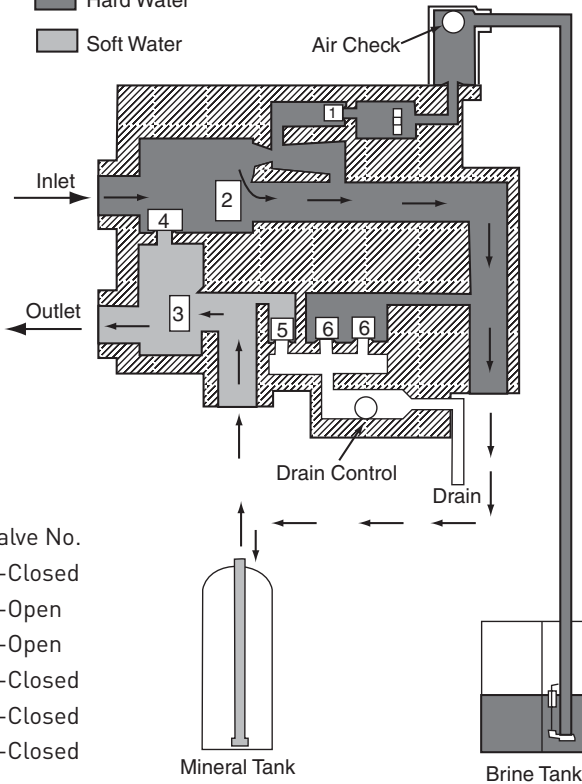 Hard Water
Soft Water
Air Check
1
Inlet
2
4
Outlet
3
5 6 6
Drain Control
Drain
alve No.
-Closed
-Open
-Open
-Closed
-Closed
-Closed
Mineral Tank
Brine Tank